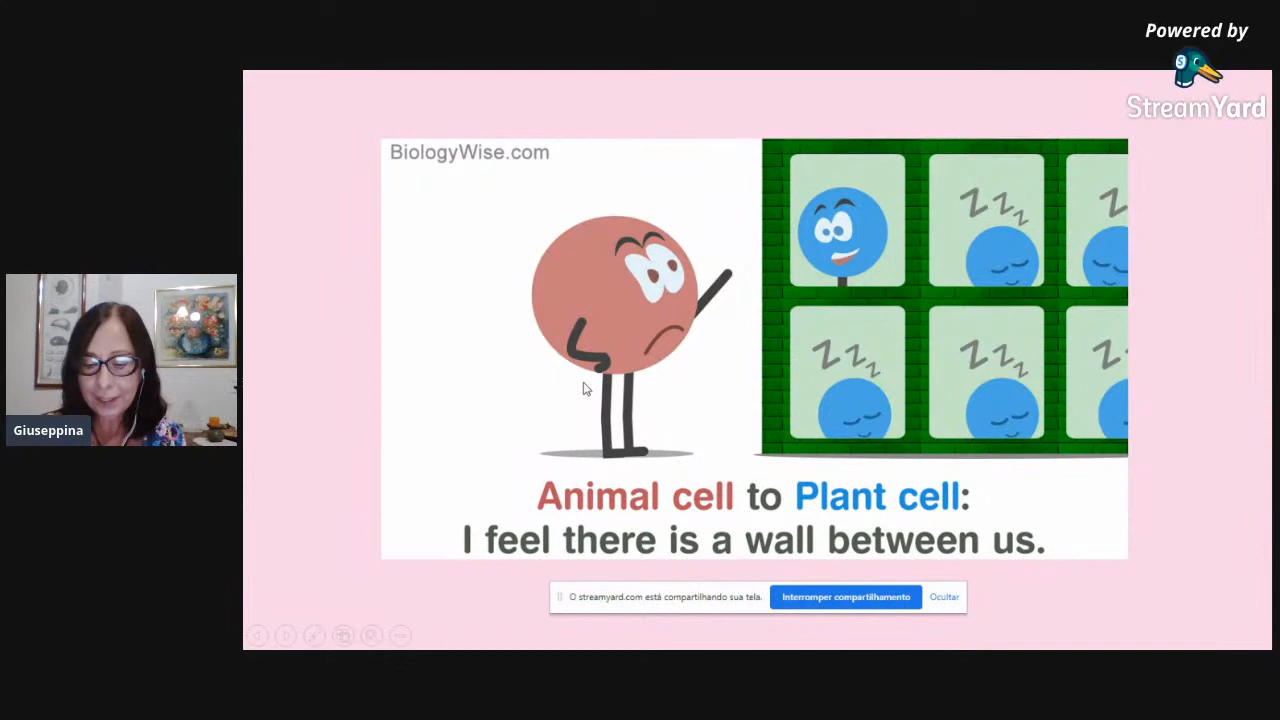 Powered by
StreamYard
BiologyWise.com
Z Z Z
Z Z
Z Z Z
Z Z Z
Z Z
Animal cell to Plant cell:
I feel there is a wall between us.
Giuseppina
O streamyard.com está compartilhando sua tela.
Interromper compartilhamento
Ocultar